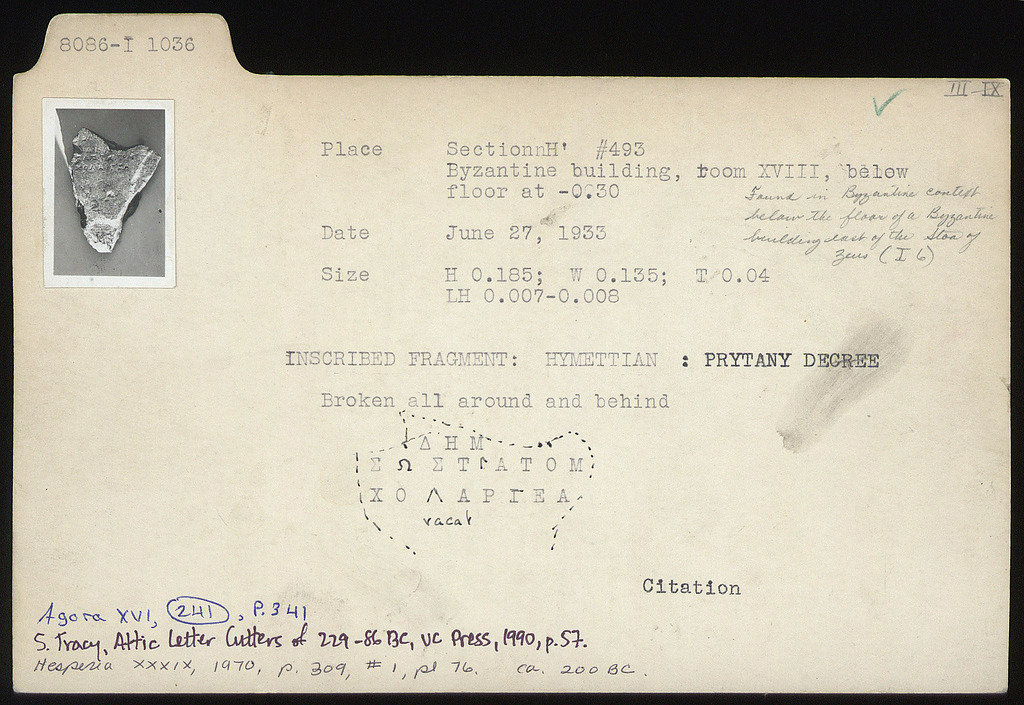 8086-I 1036
III-IX
Place SectionnH' #493
Byzantine building, room XVIII, below
floor at -0.30
Found in Byzantine context
below the floor of a Byzantine
building east of the Stoa of
Zeus (I 6)
Date June 27, 1933
Size H 0.185; W 0.135; T 0.04
LH 0.007-0.008
INSCRIBED FRAGMENT: HYMETTIAN : PRYTANY DECREE
Broken all around and behind
Δ Η Μ
Σ Ω Σ Τ Ρ Α Τ Ο Μ
Χ Ο Λ Α Ρ Γ Ε Α
vacat
Citation
Agora XVI, 241, P. 341
S. Tracy, Attic Letter Cutters of 229-86 BC, UC Press, 1990, p. 57.
Hesperia XXXIX, 1970, p. 309, #1, pl 76. ca. 200 BC.